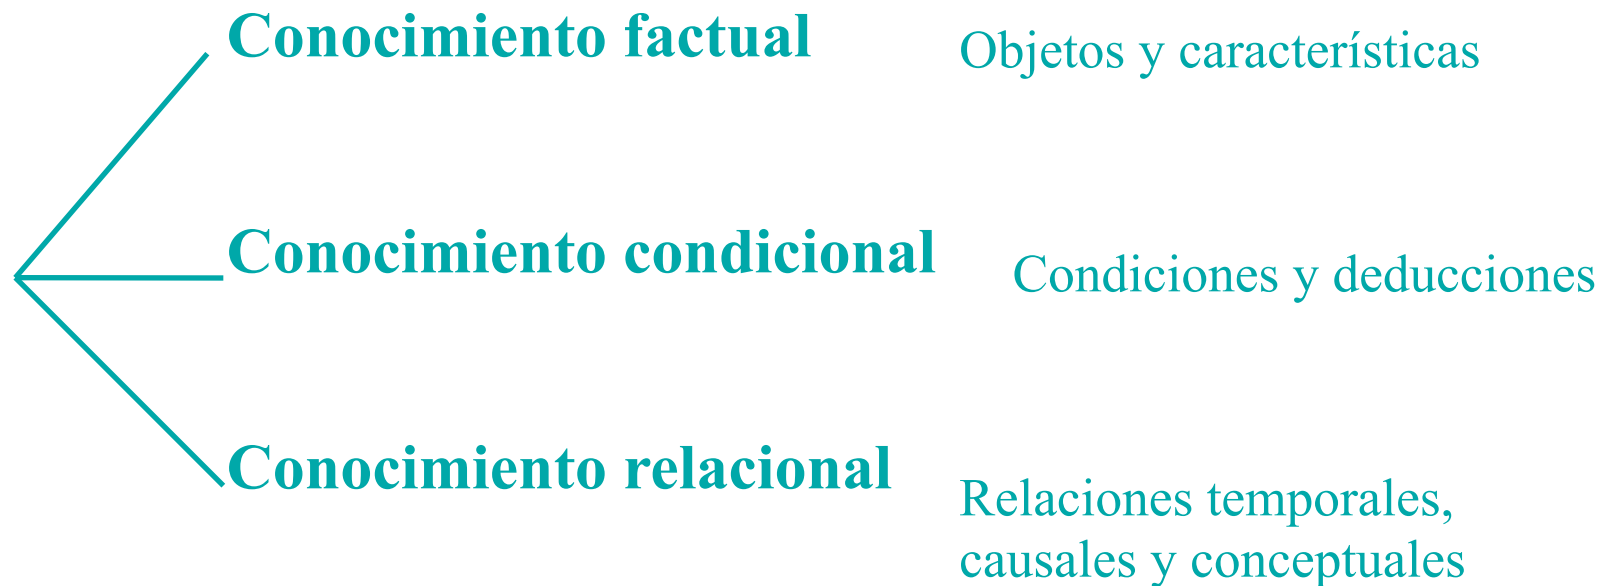 Conocimiento factual
Objetos y características
Conocimiento condicional
Condiciones y deducciones
Conocimiento relacional
Relaciones temporales,
causales y conceptuales